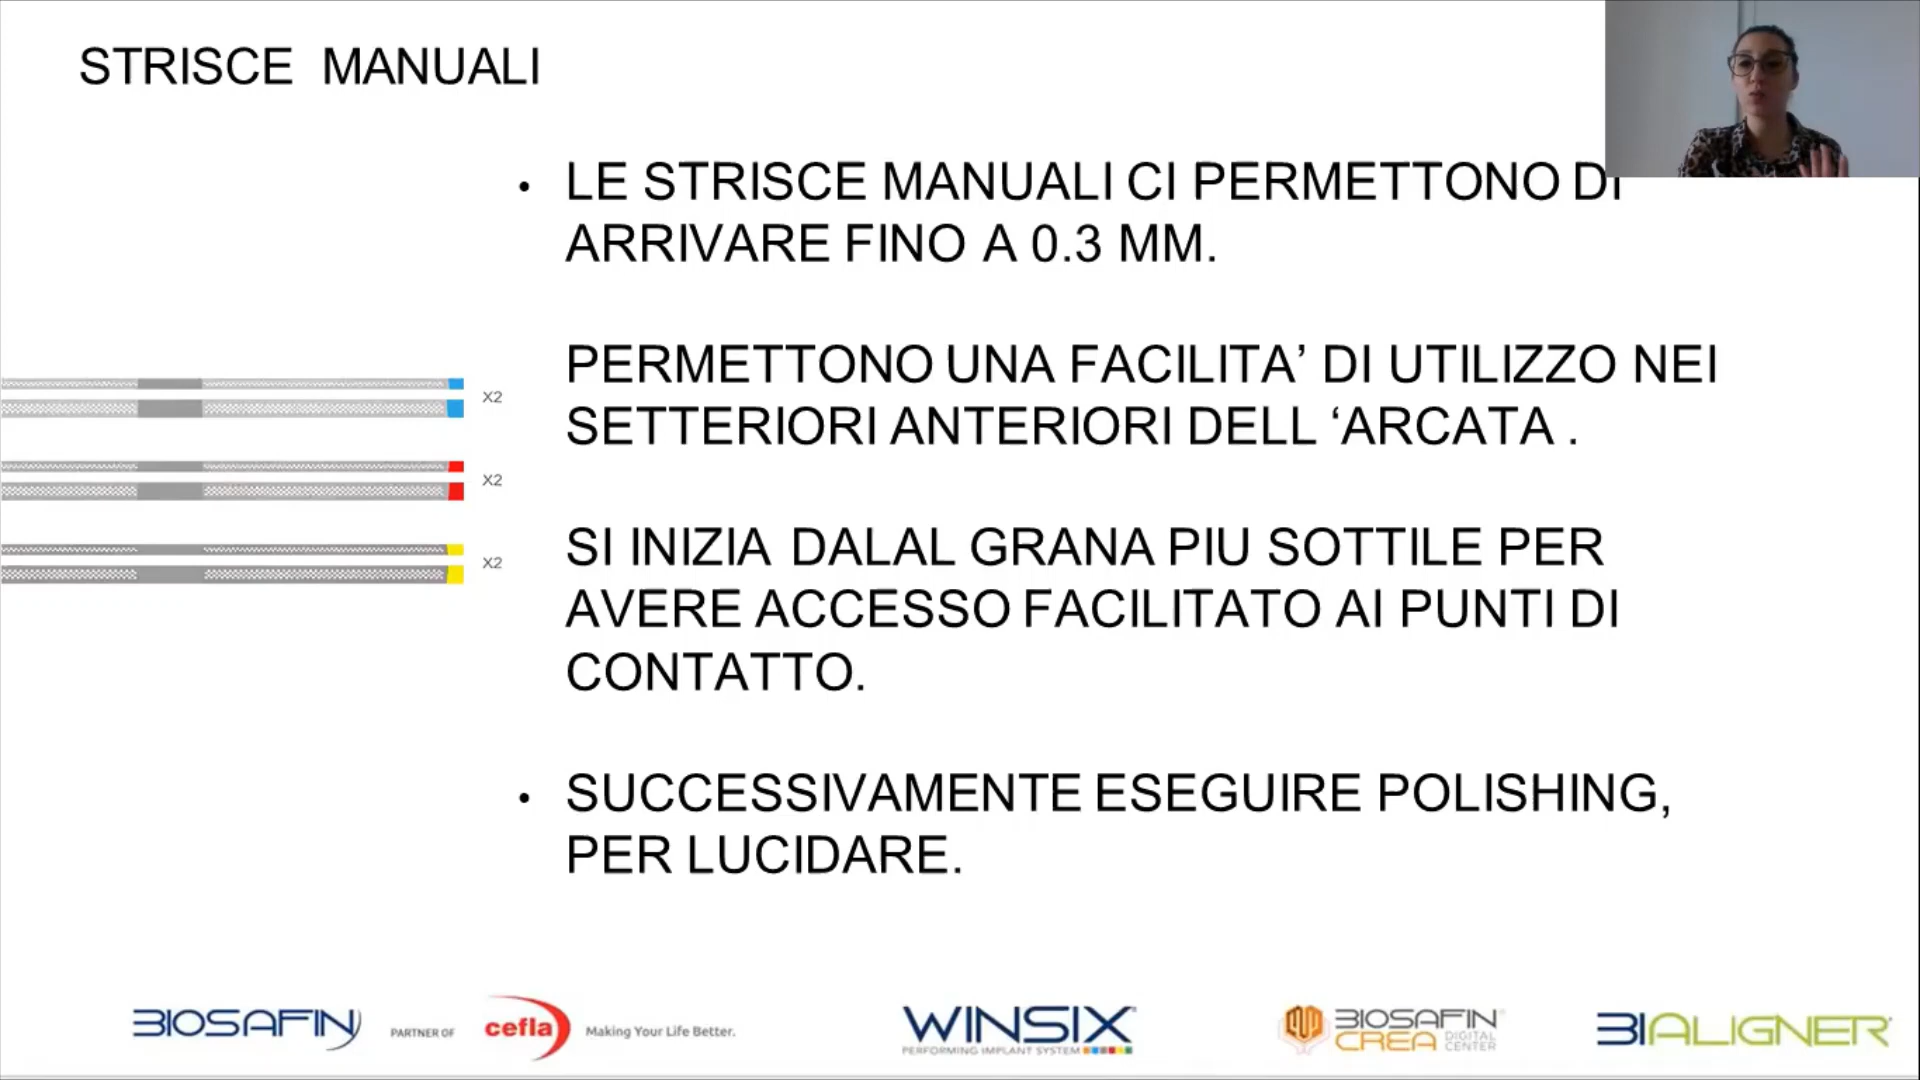 STRISCE MANUALI
• LE STRISCE MANUALI CI PERMETTONO DI
ARRIVARE FINO A 0.3 MM.
PERMETTONO UNA FACILITA’ DI UTILIZZO NEI
SETTERIORI ANTERIORI DELL ‘ARCATA .
SI INIZIA DALAL GRANA PIU SOTTILE PER
AVERE ACCESSO FACILITATO AI PUNTI DI
CONTATTO.
• SUCCESSIVAMENTE ESEGUIRE POLISHING,
PER LUCIDARE.
X2
X2
X2
BIOSAFIN PARTNER OF cefla Making Your Life Better.
WINSIX
PERFORMING IMPLANT SYSTEM
BIOSAFIN
CREA DIGITAL CENTER
BIALIGNER